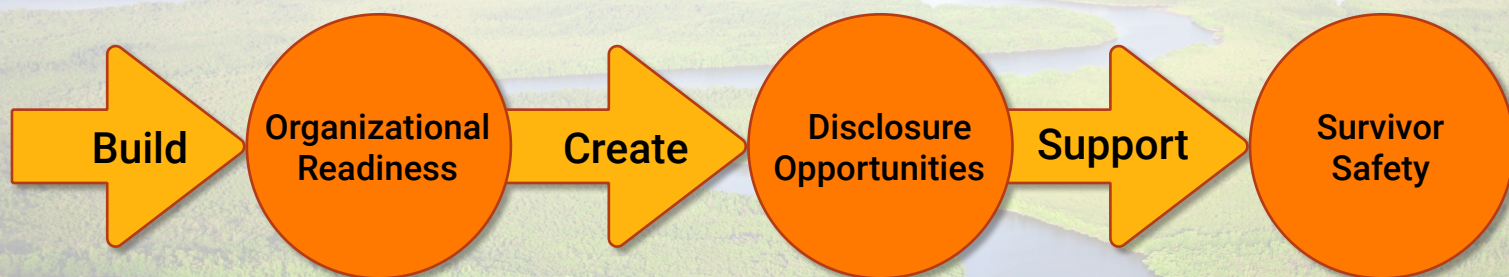 Build
Organizational
Readiness
Create
Disclosure
Opportunities
Support
Survivor
Safety